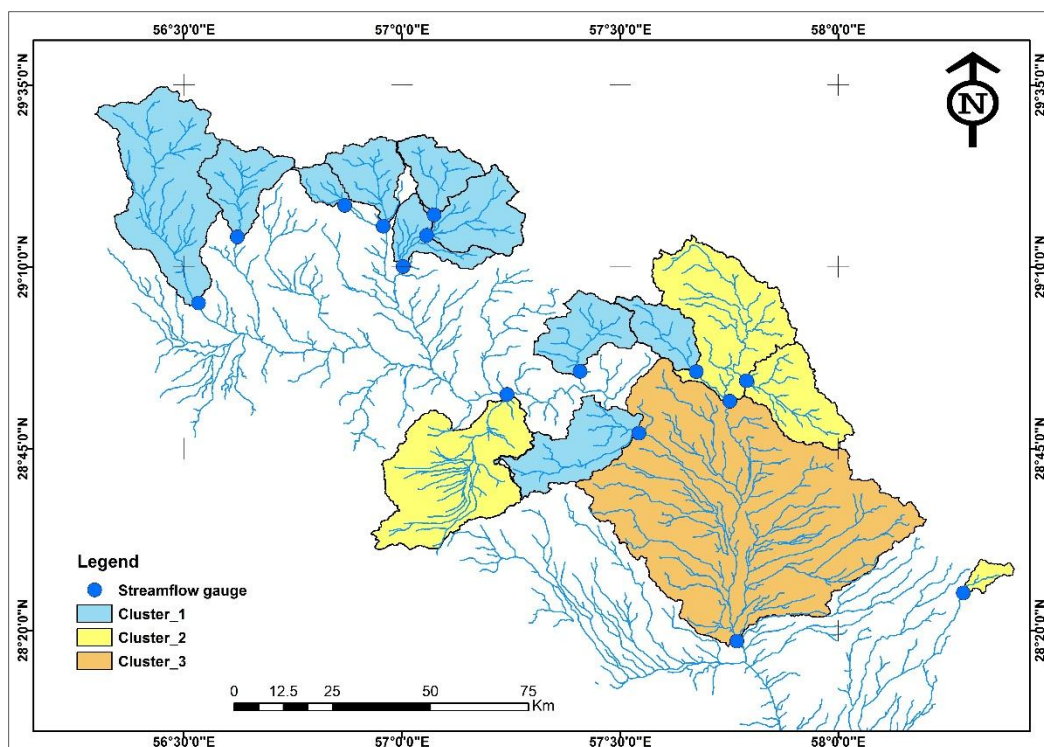 56°30'0"E 57°0'0"E 57°30'0"E 58°0'0"E
29°35'0"N 29°35'0"N
N
29°10'0"N 29°10'0"N
28°45'0"N 28°45'0"N
28°20'0"N 28°20'0"N
Legend
Streamflow gauge
Cluster_1
Cluster_2
Cluster_3
0 12.5 25 50 75
Km
56°30'0"E 57°0'0"E 57°30'0"E 58°0'0"E